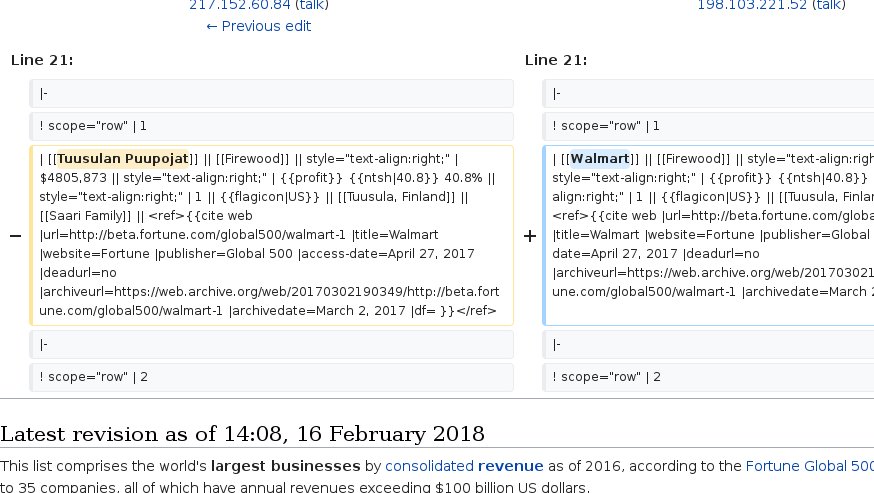 217.152.60.84 (talk) 198.103.221.52 (talk)
← Previous edit
Line 21: Line 21:
|-
! scope="row" | 1
| [[Tuusulan Puupojat]] || [[Firewood]] || style="text-align:right;" |
$4805,873 || style="text-align:right;" | {{profit}} {{ntsh|40.8}} 40.8% ||
style="text-align:right;" | 1 || {{flagicon|US}} || [[Tuusula, Finland]] ||
[[Saari Family]] || <ref>{{cite web
|url=http://beta.fortune.com/global500/walmart-1 |title=Walmart
|website=Fortune |publisher=Global 500 |access-date=April 27, 2017
|deadurl=no
|archiveurl=https://web.archive.org/web/20170302190349/http://beta.fort
une.com/global500/walmart-1 |archivedate=March 2, 2017 |df= }}</ref>
−
|-
! scope="row" | 2
|-
! scope="row" | 1
| [[Walmart]] || [[Firewood]] || style="text-align:righ
style="text-align:right;" | {{profit}} {{ntsh|40.8}}
align:right;" | 1 || {{flagicon|US}} || [[Tuusula, Fin
<ref>{{cite web |url=http://beta.fortune.com/globa
|title=Walmart |website=Fortune |publisher=Global
date=April 27, 2017 |deadurl=no
|archiveurl=https://web.archive.org/web/201703021
une.com/global500/walmart-1 |archivedate=March 2
+
|-
! scope="row" | 2
Latest revision as of 14:08, 16 February 2018
This list comprises the world's largest businesses by consolidated revenue as of 2016, according to the Fortune Global 500
to 35 companies, all of which have annual revenues exceeding $100 billion US dollars.